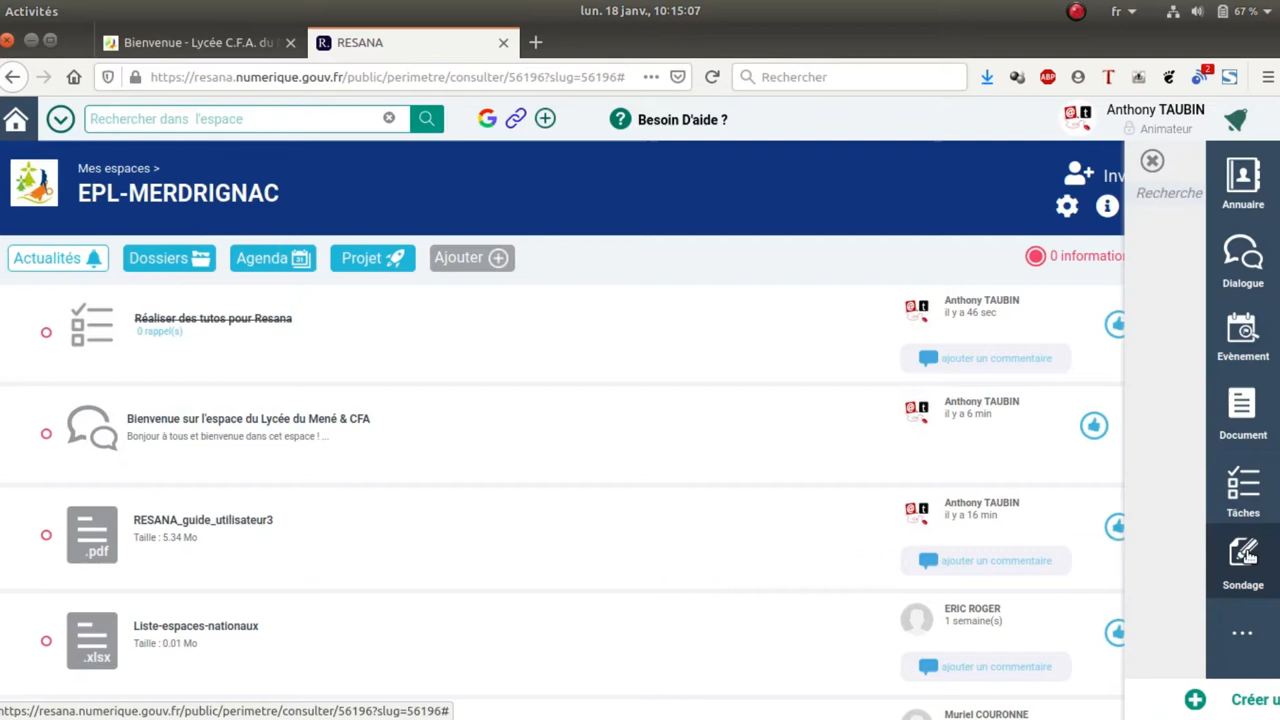 Activités
lun. 18 janv., 10:15:07
fr
67 %
Bienvenue - Lycée C.F.A. du
R. RESANA
https://resana.numerique.gouv.fr/public/perimetre/consulter/56196?slug=56196#
Rechercher
ABP
T
2
S
Rechercher dans l'espace
G
Besoin D'aide ?
Anthony TAUBIN
Animateur
Mes espaces >
EPL-MERDRIGNAC
Inv
Recherche
Actualités
Dossiers
Agenda 31
Projet
Ajouter
0 informatio
Réaliser des tutos pour Resana
0 rappel(s)
Anthony TAUBIN
il y a 46 sec
ajouter un commentaire
Bienvenue sur l'espace du Lycée du Mené & CFA
Bonjour à tous et bienvenue dans cet espace ! ...
Anthony TAUBIN
il y a 6 min
.pdf
RESANA_guide_utilisateur3
Taille : 5.34 Mo
Anthony TAUBIN
il y a 16 min
ajouter un commentaire
.xlsx
Liste-espaces-nationaux
Taille : 0.01 Mo
ERIC ROGER
1 semaine(s)
ajouter un commentaire
Muriel COURONNE
Annuaire
Dialogue
Evènement
Document
Tâches
Sondage
Créer u
https://resana.numerique.gouv.fr/public/perimetre/consulter/56196?slug=56196#